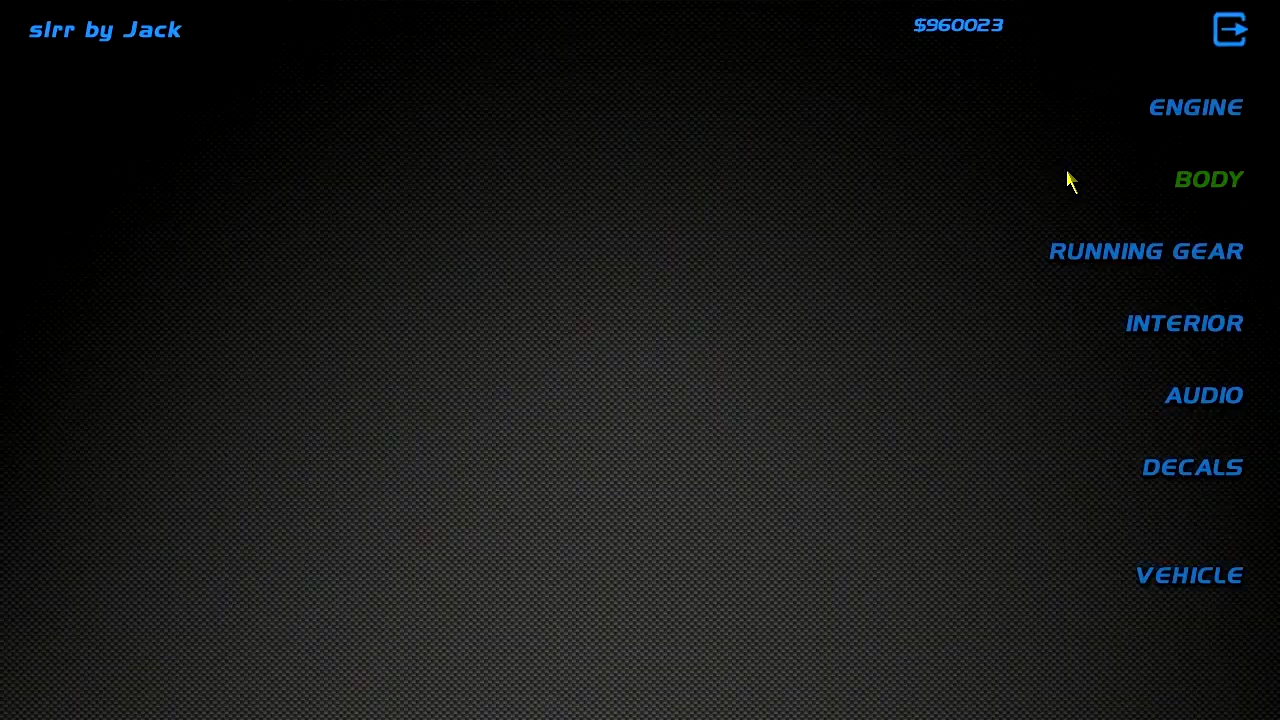 slrr by Jack
$960023
ENGINE
BODY
RUNNING GEAR
INTERIOR
AUDIO
DECALS
VEHICLE